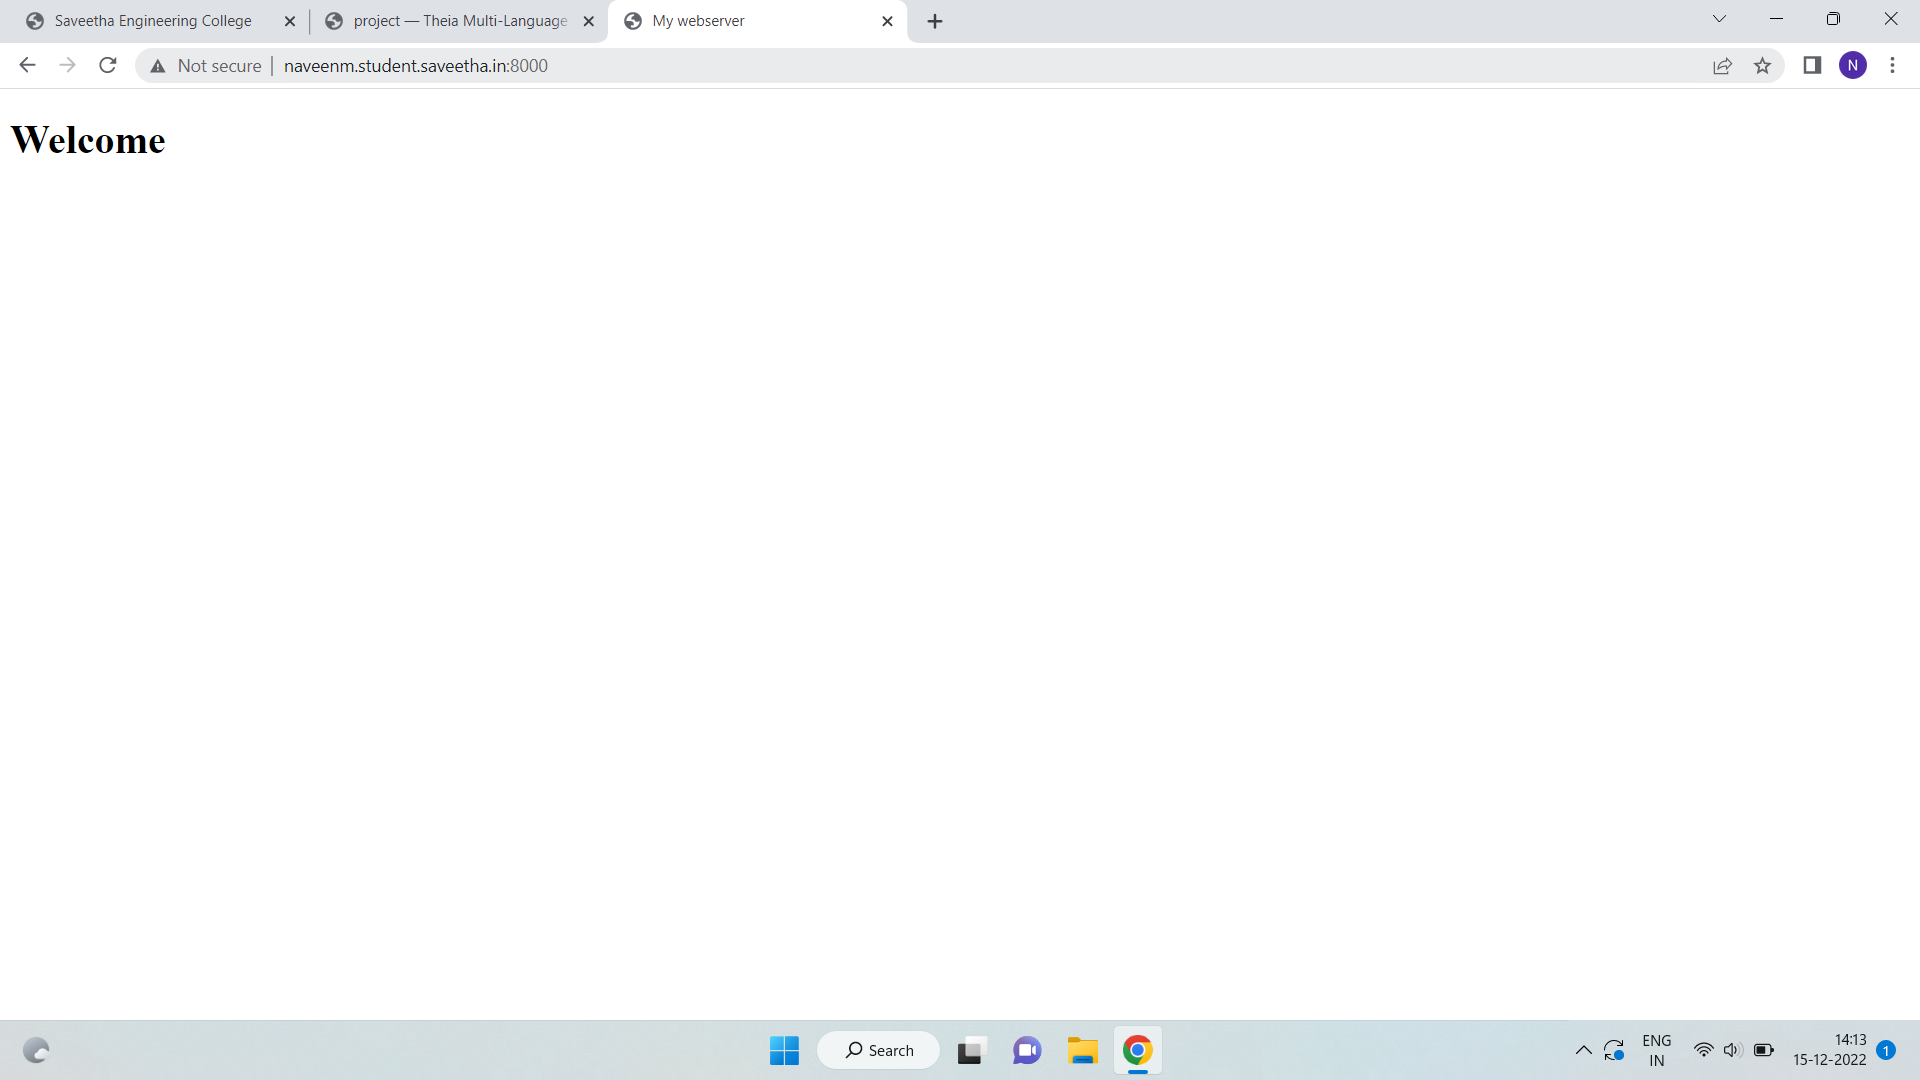 Saveetha Engineering College
project — Theia Multi-Language
My webserver
Not secure
naveenm.student.saveetha.in:8000
N
Welcome
Search
ENG
IN
14:13
15-12-2022
1